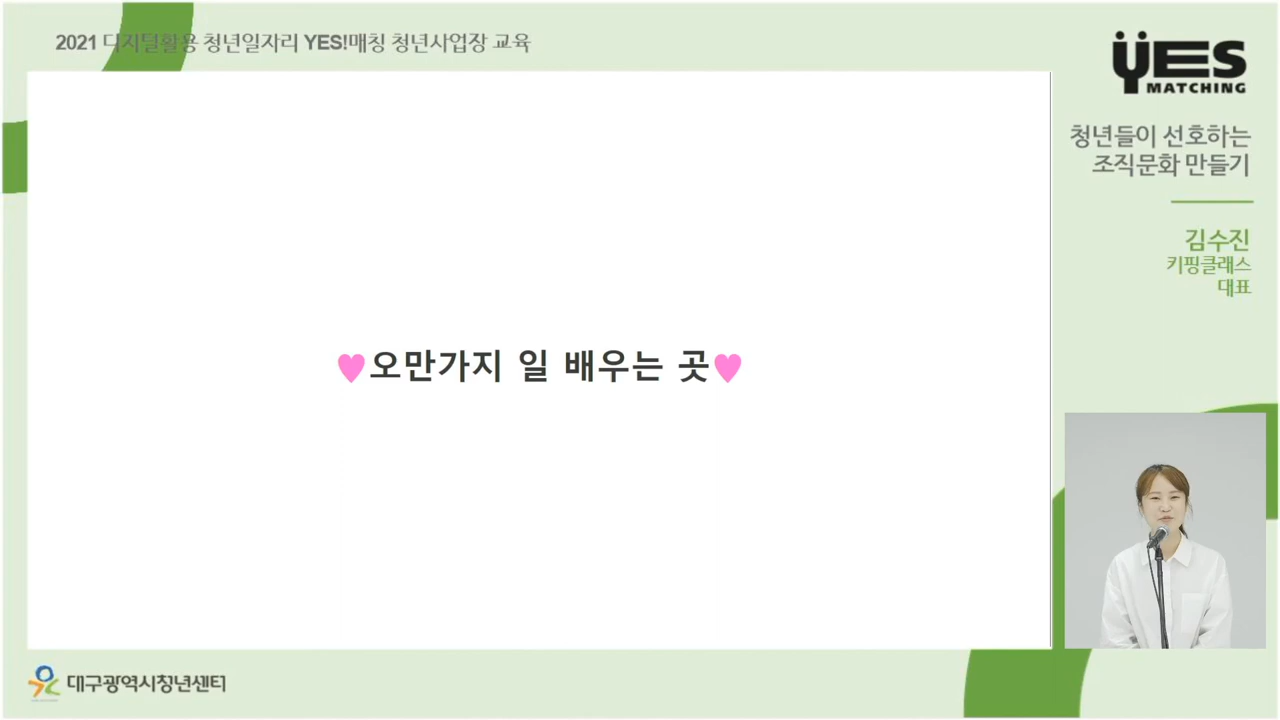 2021 디지털활용 청년일자리 YES!매칭 청년사업장 교육
YES
MATCHING
청년들이 선호하는
조직문화 만들기
김수진
키핑클래스
대표
오만가지 일 배우는 곳
대구광역시청년센터